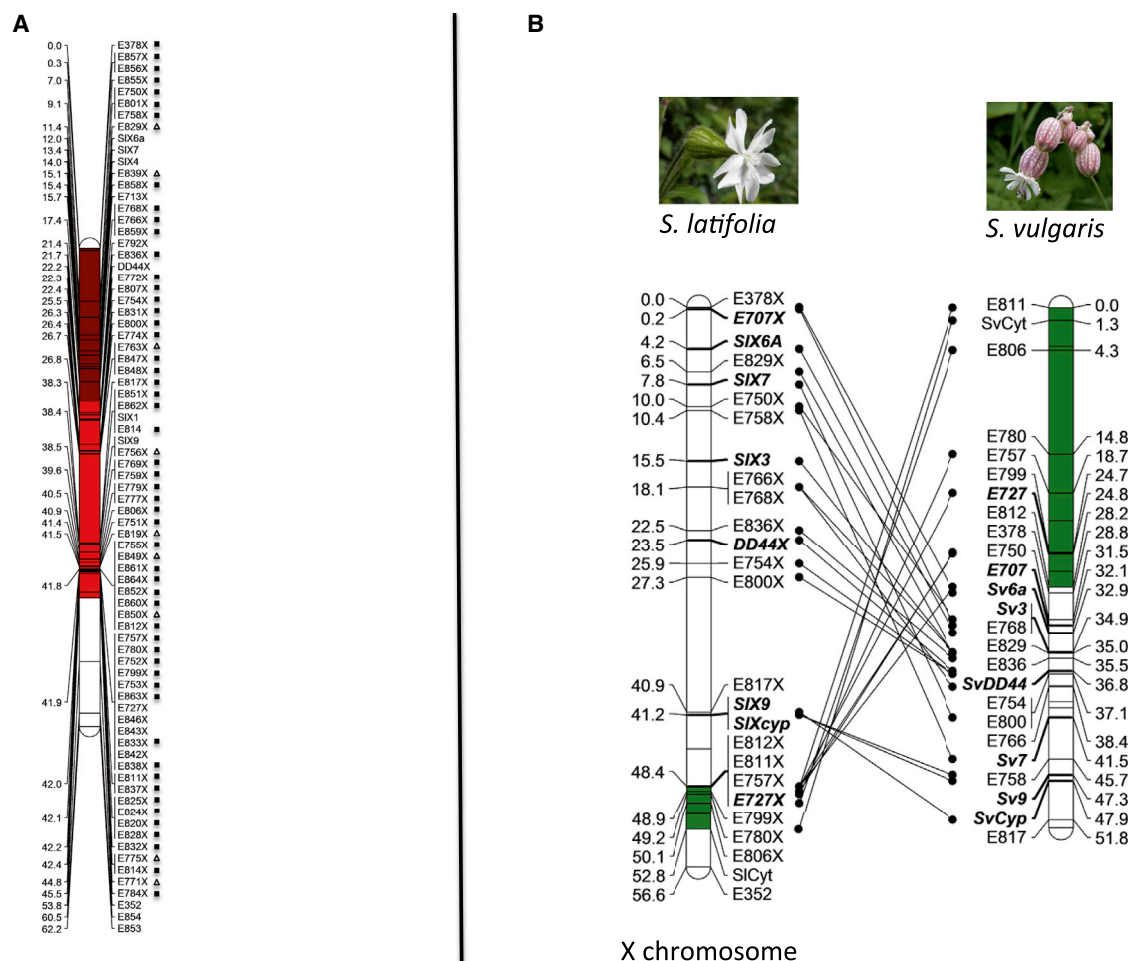 A
0.0
0.3
7.0
9.1
11.4
12.0
13.4
14.0
15.1
15.4
15.7
17.4
21.4
21.7
22.2
22.3
22.4
25.5
26.3
26.4
26.7
26.8
38.3
38.4
38.5
39.6
40.5
40.9
41.4
41.5
41.8
41.9
42.0
42.1
42.2
42.4
44.8
45.5
53.8
60.5
62.2
E378X
E857X
E856X
E855X
E750X
E801X
E758X
E829X
SlX6a
SlX7
SlX4
E839X
E858X
E713X
E768X
E766X
E859X
E792X
E836X
DD44X
E772X
E807X
E754X
E831X
E800X
E774X
E763X
E847X
E848X
E817X
E851X
E862X
SlX1
E814
SlX9
E756X
E769X
E759X
E779X
E777X
E806X
E751X
E819X
E755X
E849X
E861X
E864X
E852X
E860X
E850X
E812X
E757X
E780X
E752X
E799X
E753X
E863X
E727X
E846X
E843X
E833X
E842X
E838X
E811X
E837X
E825X
E824X
E820X
E828X
E832X
E775X
E814X
E771X
E784X
E352
E854
E853
B
S. latifolia
0.0
0.2
4.2
6.5
7.8
10.0
10.4
15.5
18.1
22.5
23.5
25.9
27.3
40.9
41.2
48.4
48.9
49.2
50.1
52.8
56.6
E378X
E707X
SlX6A
E829X
SlX7
E750X
E758X
SlX3
E766X
E768X
E836X
DD44X
E754X
E800X
E817X
SlX9
SlXcyp
E812X
E811X
E757X
E727X
E799X
E780X
E806X
SlCyt
E352
X chromosome
S. vulgaris
E811
SvCyt
E806
E780
E757
E799
E727
E812
E378
E750
E707
Sv6a
Sv3
E768
E829
E836
SvDD44
E754
E800
E766
Sv7
E758
Sv9
SvCyp
E817
0.0
1.3
4.3
14.8
18.7
24.7
24.8
28.2
28.8
31.5
32.1
32.9
34.9
35.0
35.5
36.8
37.1
38.4
41.5
45.7
47.3
47.9
51.8